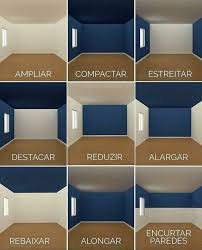 AMPLIAR
COMPACTAR
ESTREITAR
DESTACAR
REDUZIR
ALARGAR
REBAIXAR
ALONGAR
ENCURTAR
PAREDES